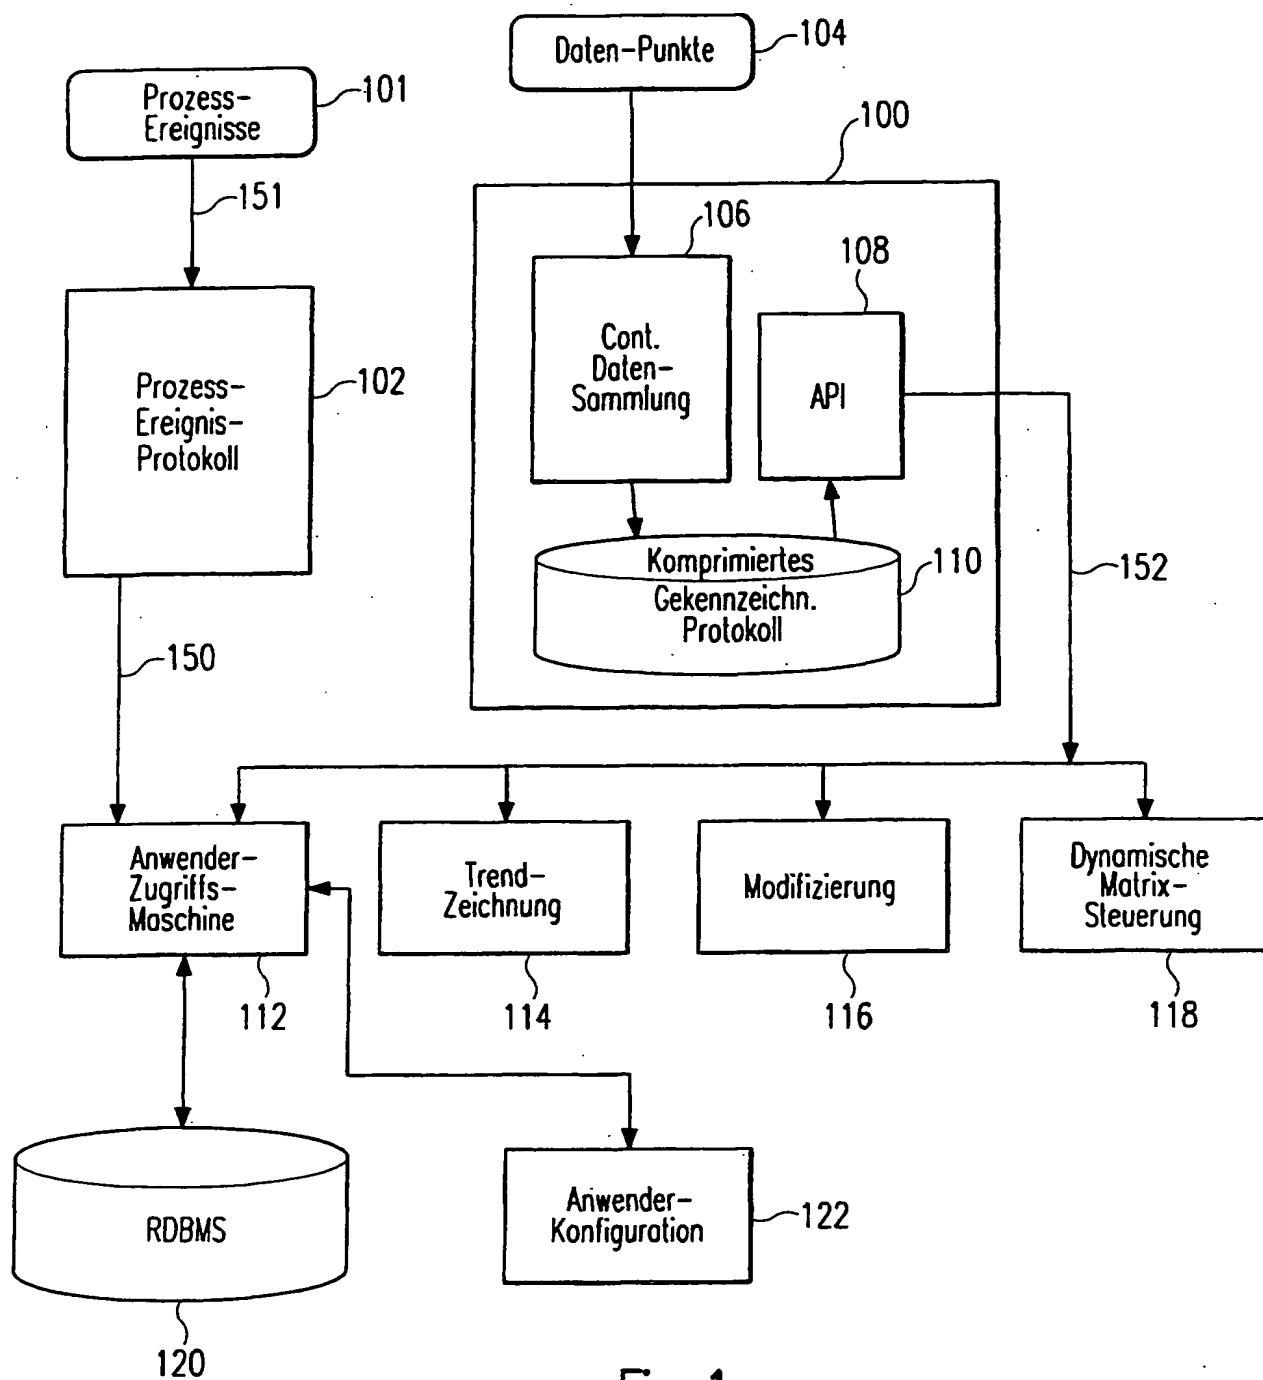 Daten-Punkte
104
Prozess-
Ereignisse
101
100
151
106
108
Cont.
Daten-
Sammlung
API
Prozess-
Ereignis-
Protokoll
102
Komprimiertes
Gekennzeichn.
Protokoll
110
152
150
Anwender-
Zugriffs-
Maschine
Trend-
Zeichnung
Modifizierung
Dynamische
Matrix-
Steuerung
112
114
116
118
RDBMS
Anwender-
Konfiguration
122
120
Fig. 1